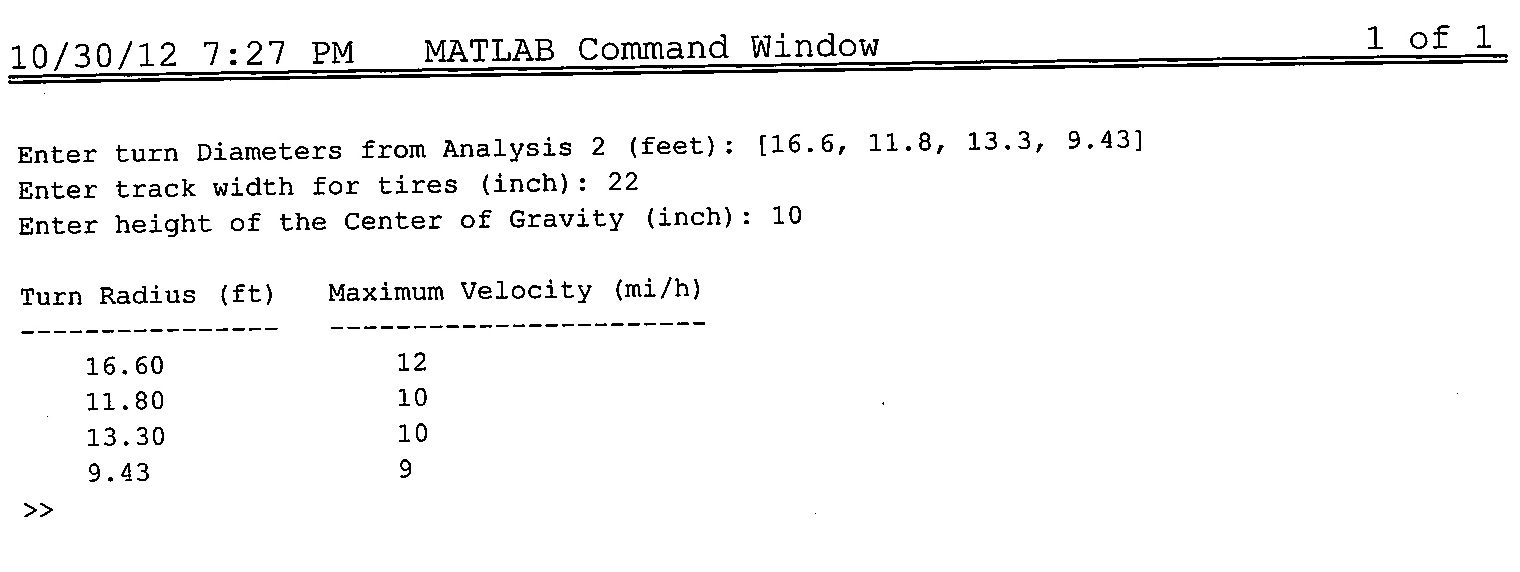 10/30/12 7:27 PM MATLAB Command Window 1 of 1
Enter turn Diameters from Analysis 2 (feet): [16.6, 11.8, 13.3, 9.43]
Enter track width for tires (inch): 22
Enter height of the Center of Gravity (inch): 10
Turn Radius (ft) Maximum Velocity (mi/h)
---------------- -----------------------
16.60 12
11.80 10
13.30 10
9.43 9
>>